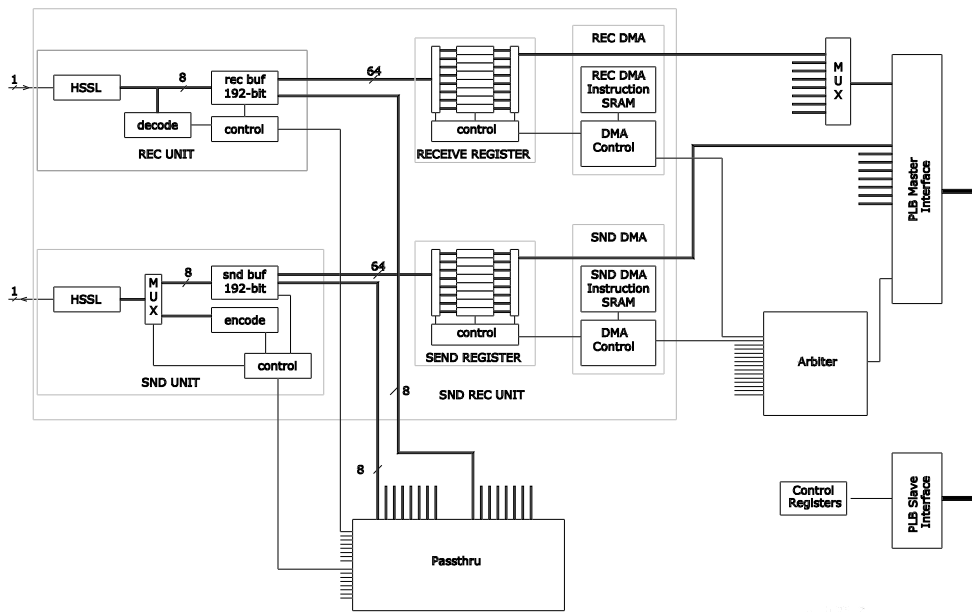 REC DMA
1
HSSL
8
rec buf
192-bit
64
REC DMA
Instruction
SRAM
MUX
decode
control
control
DMA
Control
REC UNIT
RECEIVE REGISTER
PLB Master
Interface
SND DMA
1
HSSL
MUX
8
snd buf
192-bit
64
SND DMA
Instruction
SRAM
encode
control
DMA
Control
control
SEND REGISTER
Arbiter
SND UNIT
8
SND REC UNIT
8
Control
Registers
PLB Slave
Interface
Passthru